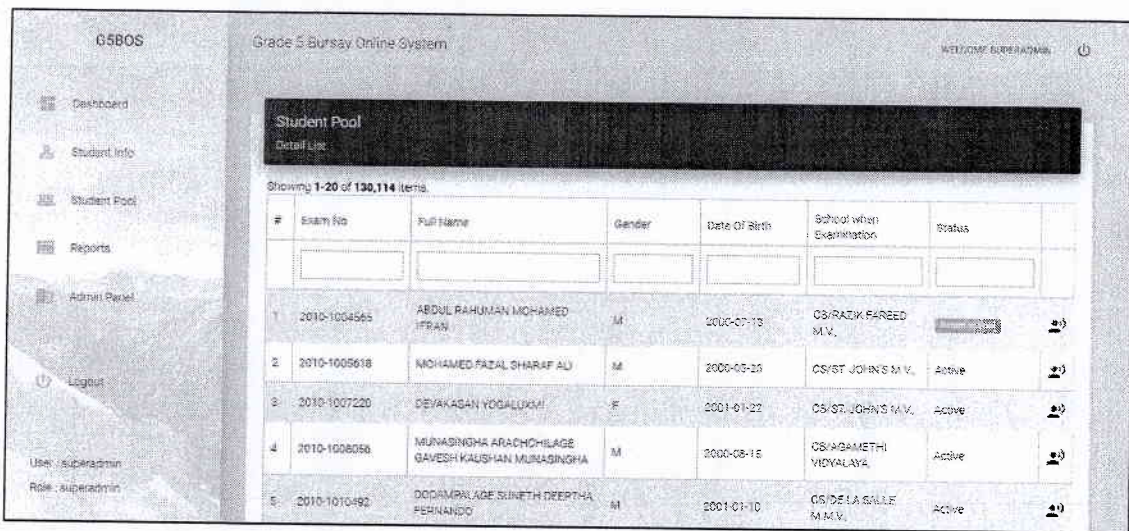 G5BOS
Grade 5 Bursay Online System
WELCOME SUPERADMIN
Dashboard
Student Info
Student Pool
Reports
Admin Panel
Logout
User : superadmin
Role : superadmin
Student Pool
Detail List
Showing 1-20 of 130,114 items.
# Exam No Full Name Gender Date Of Birth School when Examination Status
1 2010-1004565 ABDUL RAHUMAN MOHAMED M 2000-07-13 CS/RAZIK FAREED
IFRAN M.V.,
2 2010-1005618 MOHAMED FAZAL SHARAF ALI M CS/ST JOHN'S M.V., Active
3 2010-1007220 DEVAKASAN YOGALUXMI F 2001-01-22 CS/ST. JOHN'S M.V., Active
4 2010-1008056 MUNASINGHA ARACHCHILAGE M 2000-08-15 CS/AGAMETHI Active
GAVESH KAUSHAN MUNASINGHA VIDYALAYA,
5 2010-1010492 DODAMPALAGE SUNETH DEEPTHA M 2001-01-10 CS/DE LA SALLE Active
FERNANDO M.M.V.,